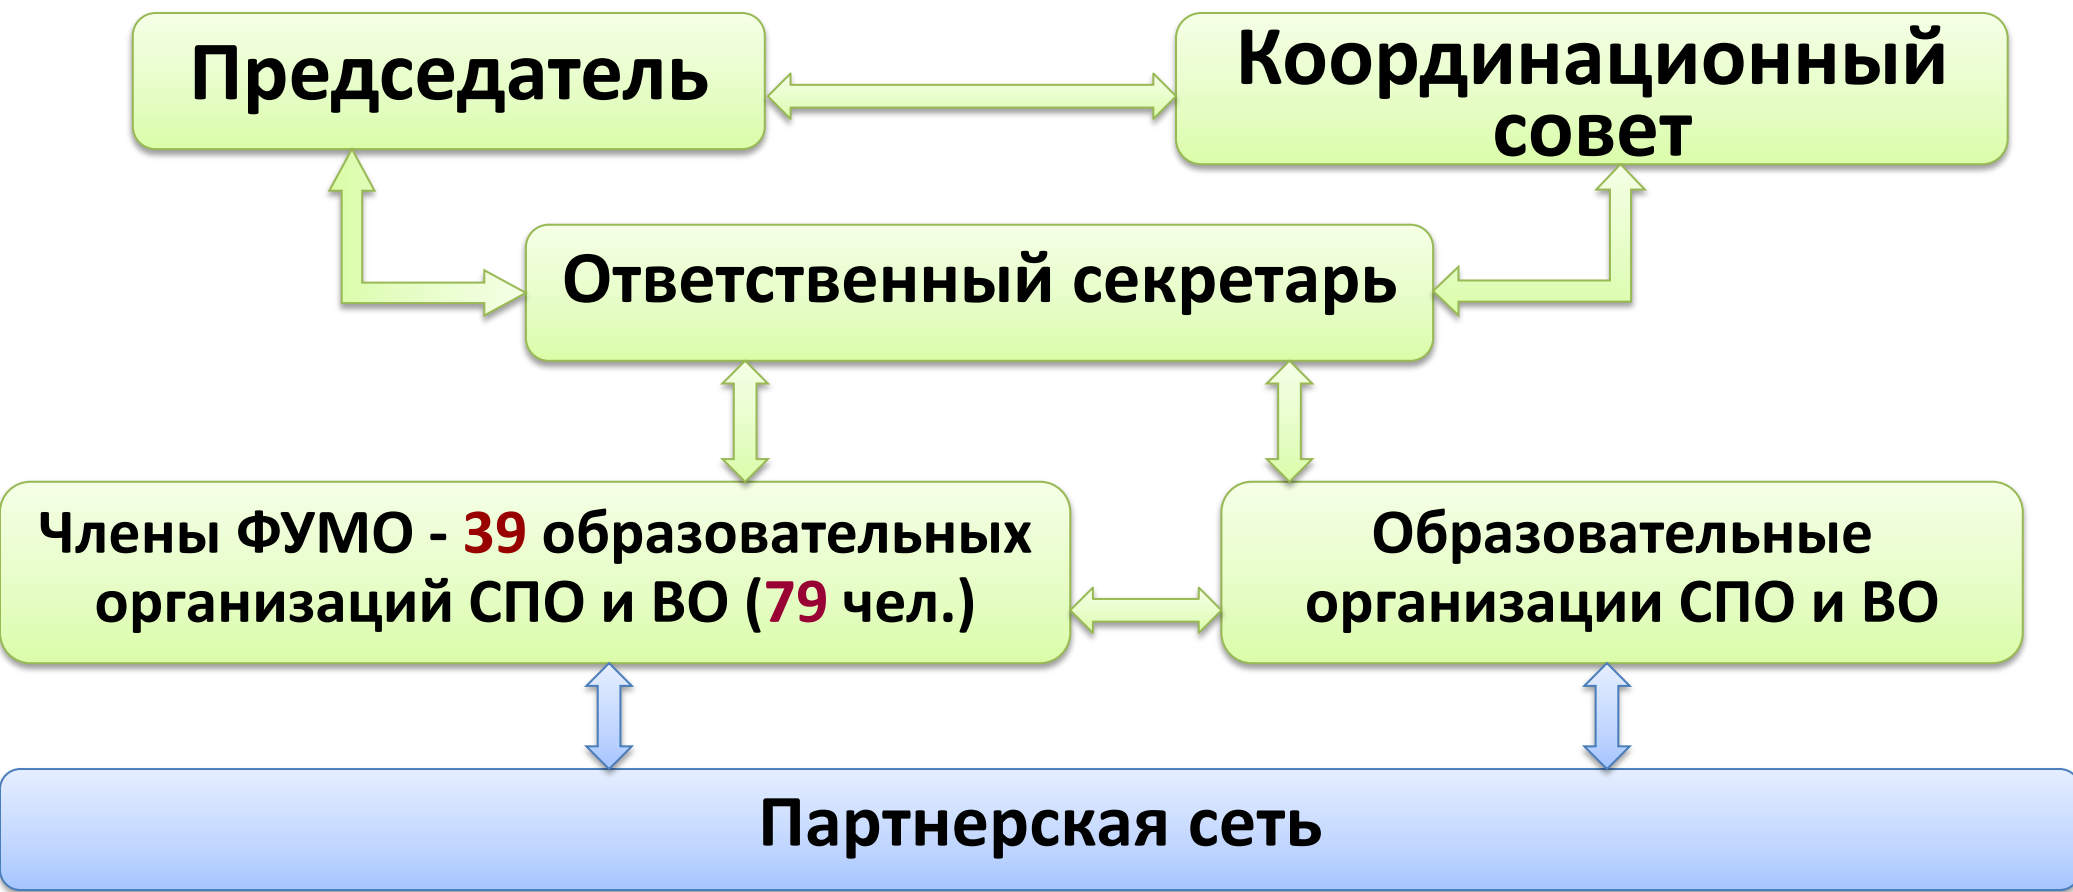 Председатель
Координационный
совет
Ответственный секретарь
Члены ФУМО - 39 образовательных
организаций СПО и ВО (79 чел.)
Образовательные
организации СПО и ВО
Партнерская сеть